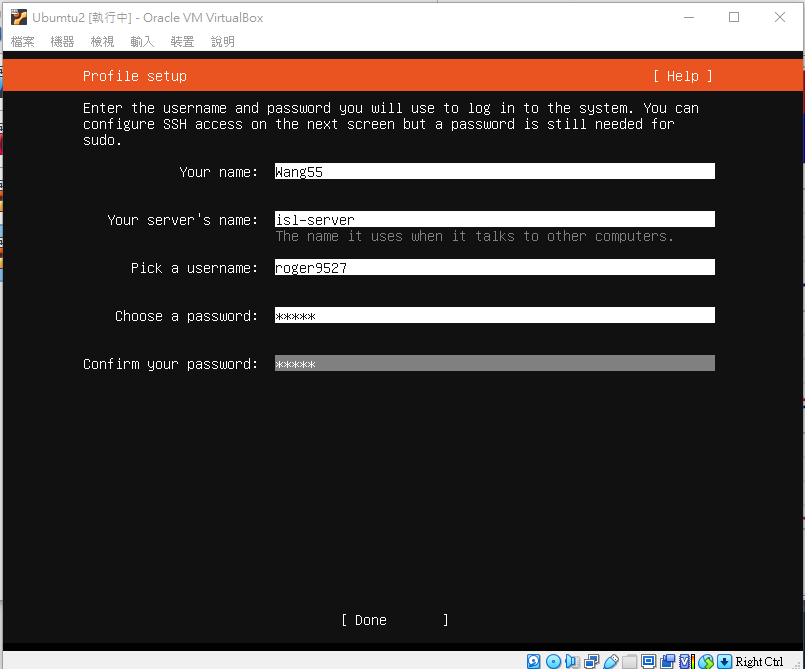 Ubumtu2 [執行中] - Oracle VM VirtualBox
檔案 機器 檢視 輸入 裝置 說明
Profile setup [ Help ]
Enter the username and password you will use to log in to the system. You can
configure SSH access on the next screen but a password is still needed for
sudo.
Your name: Wang55
Your server's name: isl-server
The name it uses when it talks to other computers.
Pick a username: roger9527
Choose a password: *****
Confirm your password: *****
[ Done ]
Right Ctrl